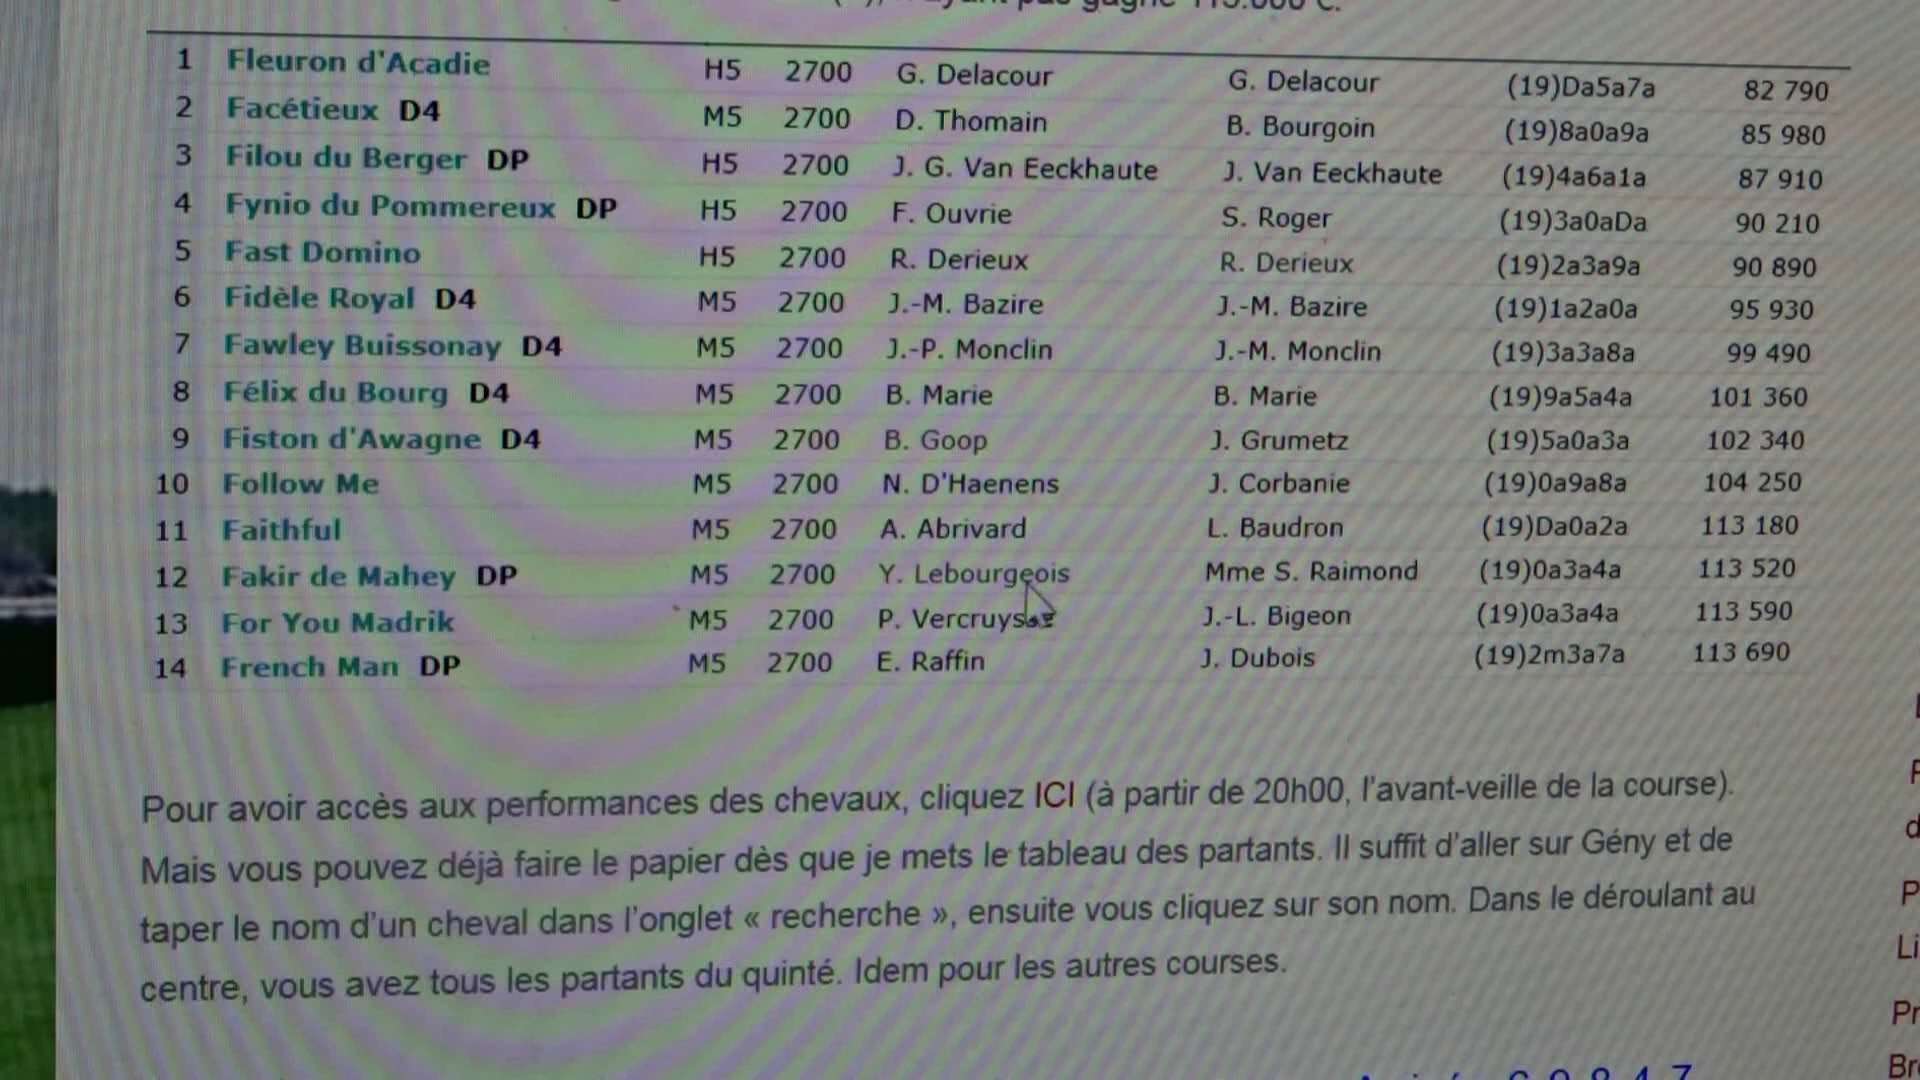 1 Fleuron d'Acadie H5 2700 G. Delacour G. Delacour (19)Da5a7a 82 790
2 Facétieux D4 M5 2700 D. Thomain B. Bourgoin (19)8a0a9a 85 980
3 Filou du Berger DP H5 2700 J. G. Van Eeckhaute J. Van Eeckhaute (19)4a6a1a 87 910
4 Fynio du Pommereux DP H5 2700 F. Ouvrie S. Roger (19)3a0aDa 90 210
5 Fast Domino H5 2700 R. Derieux R. Derieux (19)2a3a9a 90 890
6 Fidèle Royal D4 M5 2700 J.-M. Bazire J.-M. Bazire (19)1a2a0a 95 930
7 Fawley Buissonay D4 M5 2700 J.-P. Monclin J.-M. Monclin (19)3a3a8a 99 490
8 Félix du Bourg D4 M5 2700 B. Marie B. Marie (19)9a5a4a 101 360
9 Fiston d'Awagne D4 M5 2700 B. Goop J. Grumetz (19)5a0a3a 102 340
10 Follow Me M5 2700 N. D'Haenens J. Corbanie (19)0a9a8a 104 250
11 Faithful M5 2700 A. Abrivard L. Baudron (19)Da0a2a 113 180
12 Fakir de Mahey DP M5 2700 Y. Lebourgeois Mme S. Raimond (19)0a3a4a 113 520
13 For You Madrik M5 2700 P. J.-L. Bigeon (19)0a3a4a 113 590
14 French Man DP M5 2700 E. Raffin J. Dubois (19)2m3a7a 113 690
Pour avoir accès aux performances des chevaux, cliquez ICI (à partir de 20h00, l'avant-veille de la course).
Mais vous pouvez déjà faire le papier dès que je mets le tableau des partants. Il suffit d'aller sur Gény et de
taper le nom d'un cheval dans l'onglet « recherche », ensuite vous cliquez sur son nom. Dans le déroulant au
centre, vous avez tous les partants du quinté. Idem pour les autres courses.